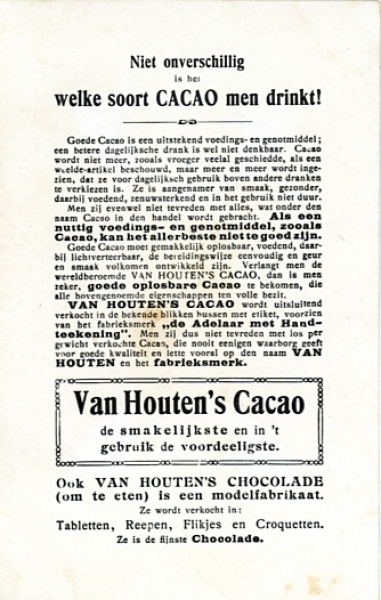 Niet onverschillig
is het
welke soort CACAO men drinkt!
Goede Cacao is een uitstekend voedings- en genotmiddel;
een betere dagelijksche drank is wel niet denkbaar. Cacao
wordt niet meer, zooals vroeger veelal geschiedde, als een
weelde-artikel beschouwd, maar meer en meer wordt inge-
zien, dat ze voor dagelijksch gebruik boven andere dranken
te verkiezen is. Ze is aangenamer van smaak, gezonder,
daarbij voedend, zenuwsterkend en in het gebruik niet duur.
Men zij evenwel niet tevreden met alles, wat onder den
naam Cacao in den handel wordt gebracht. Als een
nuttig voedings- en genotmiddel, zooals
Cacao, kan het allerbeste niet te goed zijn.
Goede Cacao moet gemakkelijk oplosbaar, voedend, daar-
bij lichtverteerbaar, de bereidingswijze eenvoudig en geur
en smaak volkomen ontwikkeld zijn. Verlangt men de
wereldberoemde VAN HOUTEN'S CACAO, dan is men
zeker, goede oplosbare Cacao te bekomen, die
alle bovengenoemde eigenschappen ten volle bezit.
VAN HOUTEN'S CACAO wordt uitsluitend
verkocht in de bekende blikken bussen met etiket, voorzien
van het fabrieksmerk „de Adelaar met Hand-
teekening". Men zij dus niet tevreden met los per
gewicht verkochte Cacao, die nooit eenigen waarborg geeft
voor goede kwaliteit en lette vooral op den naam VAN
HOUTEN en het fabrieksmerk.
Van Houten's Cacao
de smakelijkste en in 't
gebruik de voordeeligste.
Ook VAN HOUTEN'S CHOCOLADE
(om te eten) is een modelfabrikaat.
Ze wordt verkocht in:
Tabletten, Reepen, Flikjes en Croquetten.
Ze is de fijnste Chocolade.